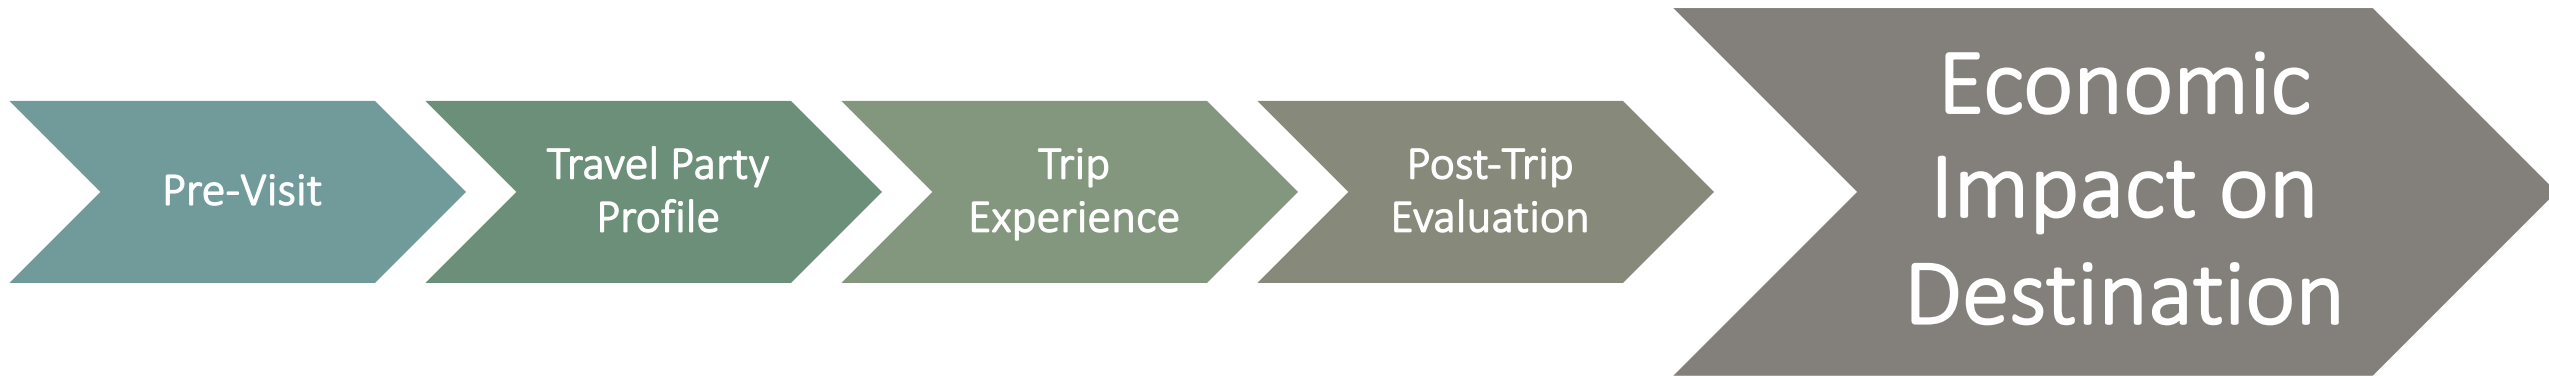 Pre-Visit
Travel Party
Profile
Trip
Experience
Post-Trip
Evaluation
Economic
Impact on
Destination